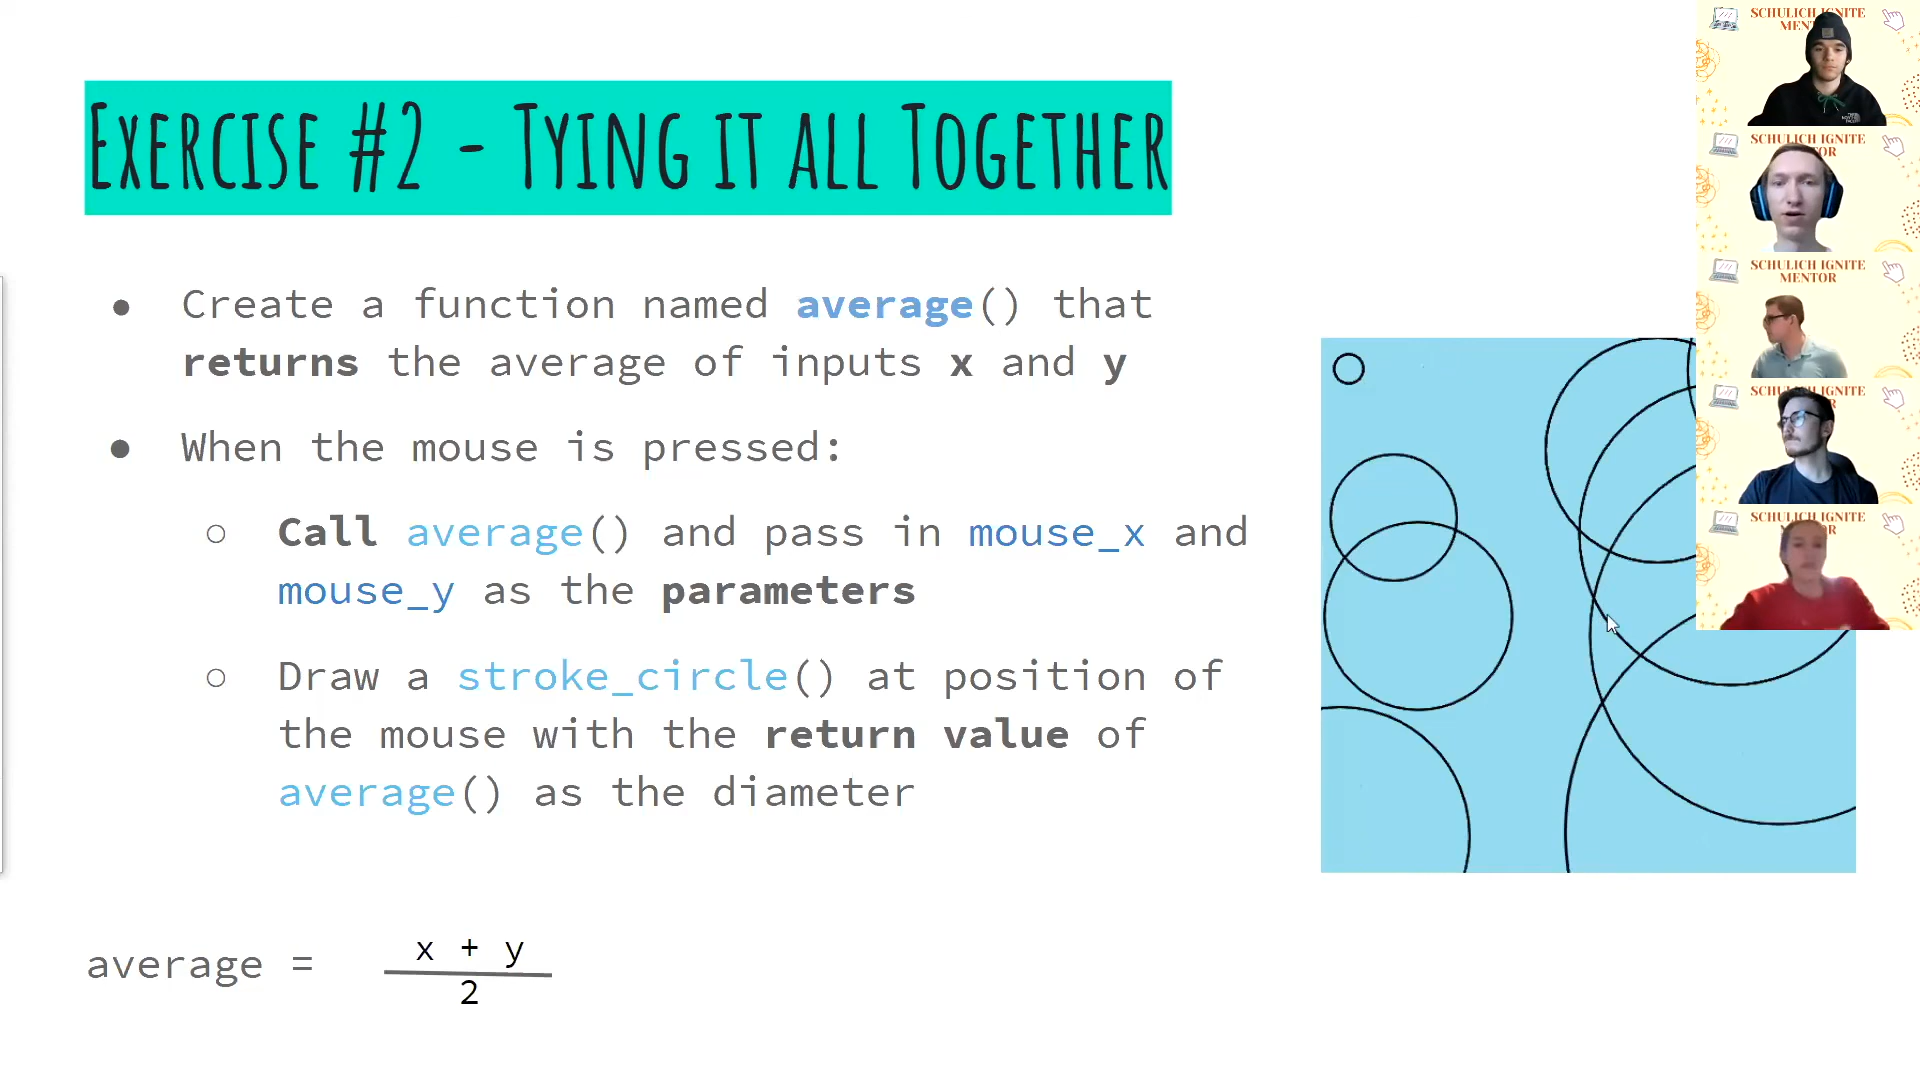 Exercise #2 - Tying it all Together
● Create a function named average() that
returns the average of inputs x and y
● When the mouse is pressed:
○ Call average() and pass in mouse_x and
mouse_y as the parameters
○ Draw a stroke_circle() at position of
the mouse with the return value of
average() as the diameter
average =
x + y
2
SCHULICH IGNITE
SCHULICH IGNITE
SCHULICH IGNITE
MENTOR
SCHULICH IGNITE
SCHULICH IGNITE